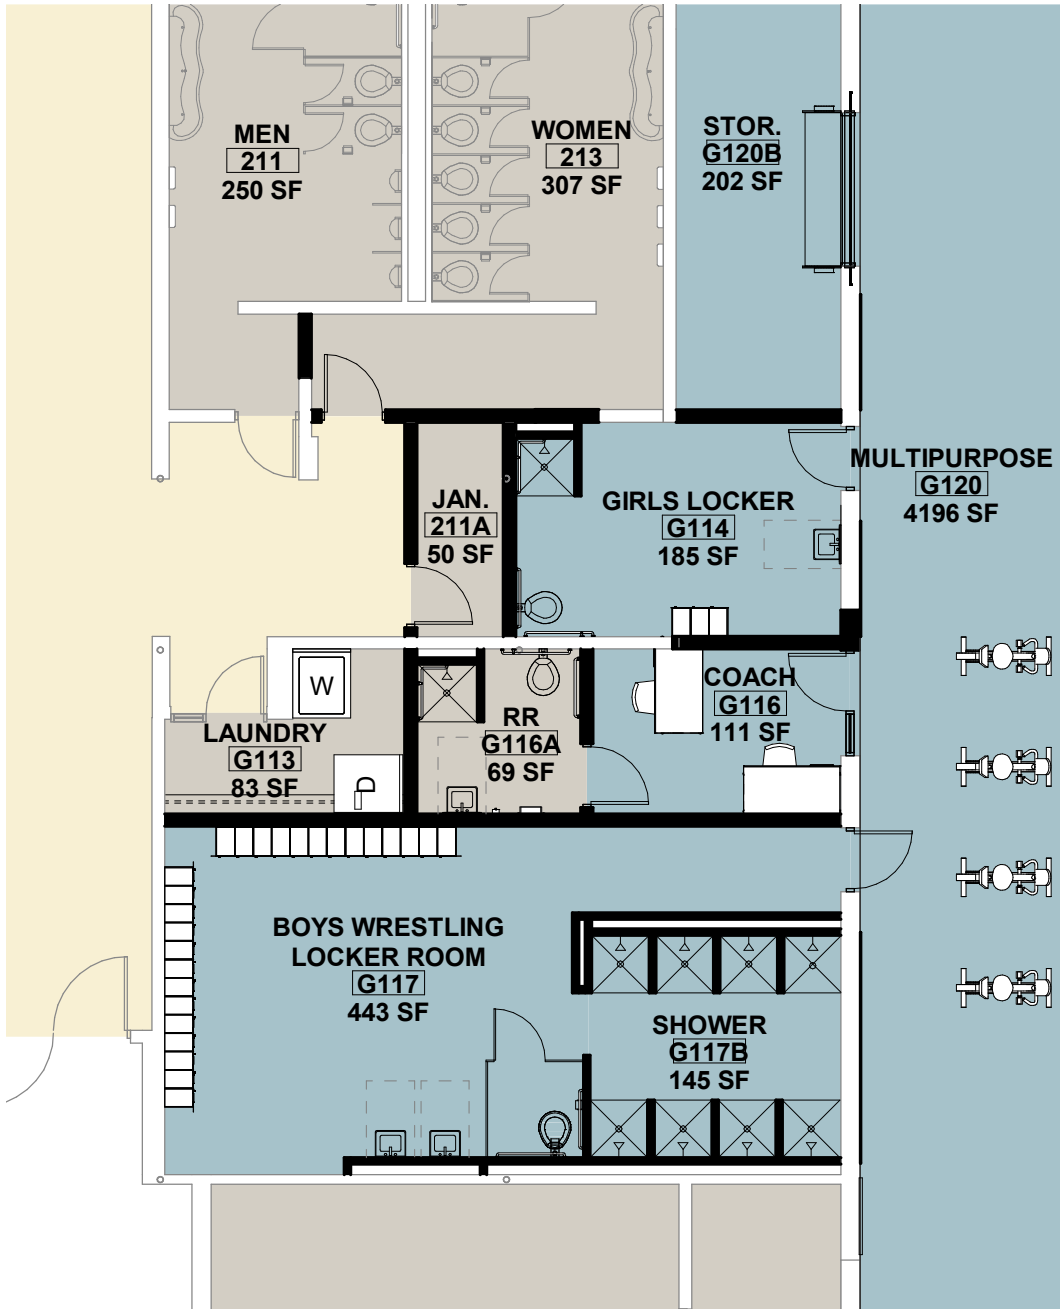 MEN
211
250 SF
WOMEN
213
307 SF
STOR.
G120B
202 SF
MULTIPURPOSE
G120
4196 SF
JAN.
211A
50 SF
GIRLS LOCKER
G114
185 SF
W
LAUNDRY
G113
83 SF
RR
G116A
69 SF
COACH
G116
111 SF
BOYS WRESTLING
LOCKER ROOM
G117
443 SF
SHOWER
G117B
145 SF